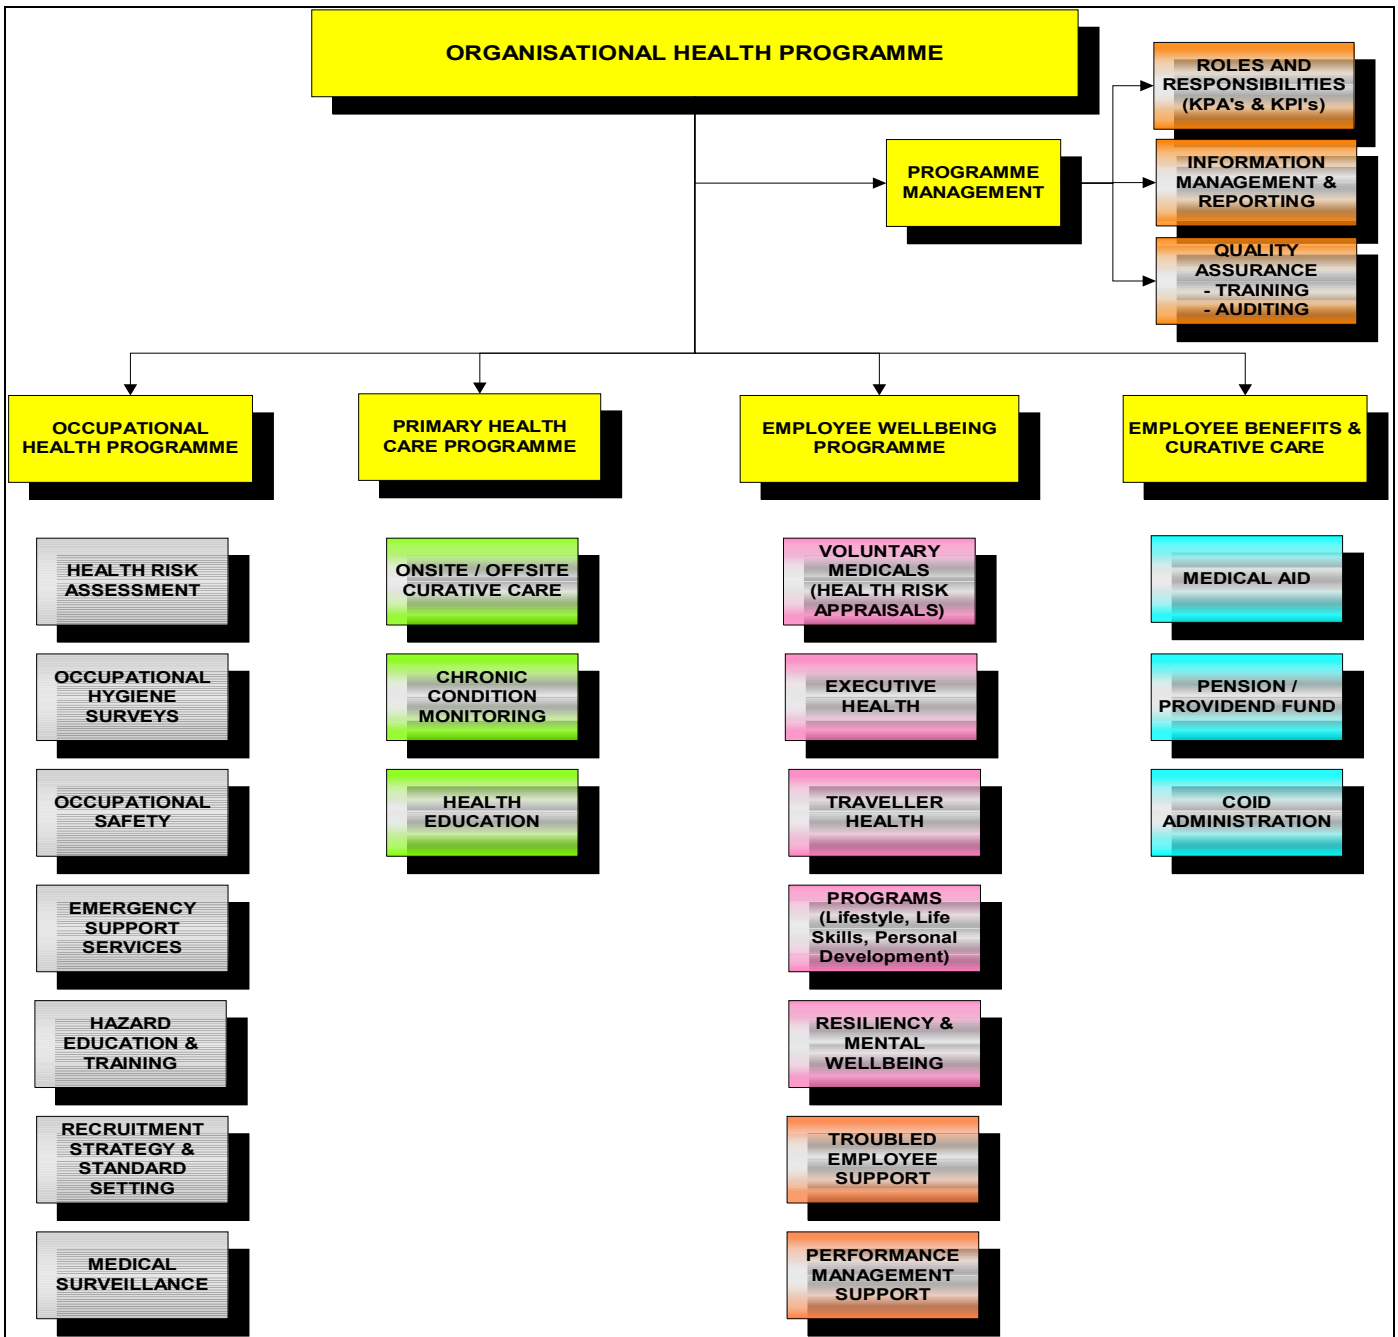 ORGANISATIONAL HEALTH PROGRAMME
ROLES AND
RESPONSIBILITIES
(KPA's & KPI's)
PROGRAMME
MANAGEMENT
INFORMATION
MANAGEMENT &
REPORTING
QUALITY
ASSURANCE
- TRAINING
- AUDITING
OCCUPATIONAL
HEALTH PROGRAMME
PRIMARY HEALTH
CARE PROGRAMME
EMPLOYEE WELLBEING
PROGRAMME
EMPLOYEE BENEFITS &
CURATIVE CARE
HEALTH RISK
ASSESSMENT
OCCUPATIONAL
HYGIENE
SURVEYS
OCCUPATIONAL
SAFETY
EMERGENCY
SUPPORT
SERVICES
HAZARD
EDUCATION &
TRAINING
RECRUITMENT
STRATEGY &
STANDARD
SETTING
MEDICAL
SURVEILLANCE
ONSITE / OFFSITE
CURATIVE CARE
CHRONIC
CONDITION
MONITORING
HEALTH
EDUCATION
VOLUNTARY
MEDICALS
(HEALTH RISK
APPRAISALS)
EXECUTIVE
HEALTH
TRAVELLER
HEALTH
PROGRAMS
(Lifestyle, Life
Skills, Personal
Development)
RESILIENCY &
MENTAL
WELLBEING
TROUBLED
EMPLOYEE
SUPPORT
PERFORMANCE
MANAGEMENT
SUPPORT
MEDICAL AID
PENSION /
PROVIDEND FUND
COID
ADMINISTRATION